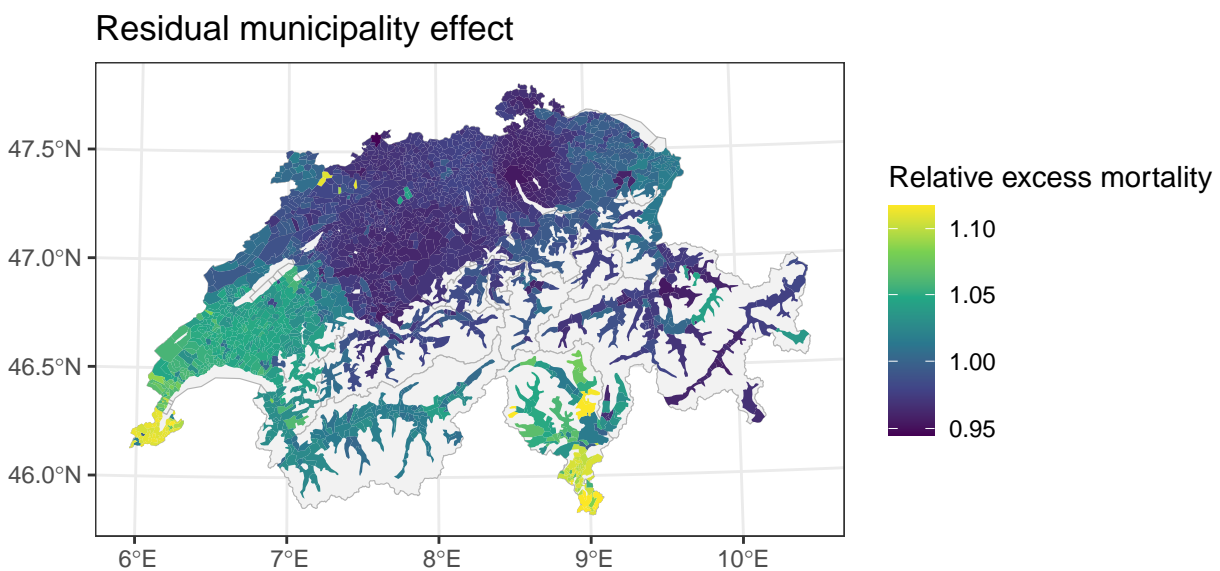 Residual municipality effect
47.5°N
47.0°N
46.5°N
46.0°N
6°E
7°E
8°E
9°E
10°E
Relative excess mortality
1.10
1.05
1.00
0.95